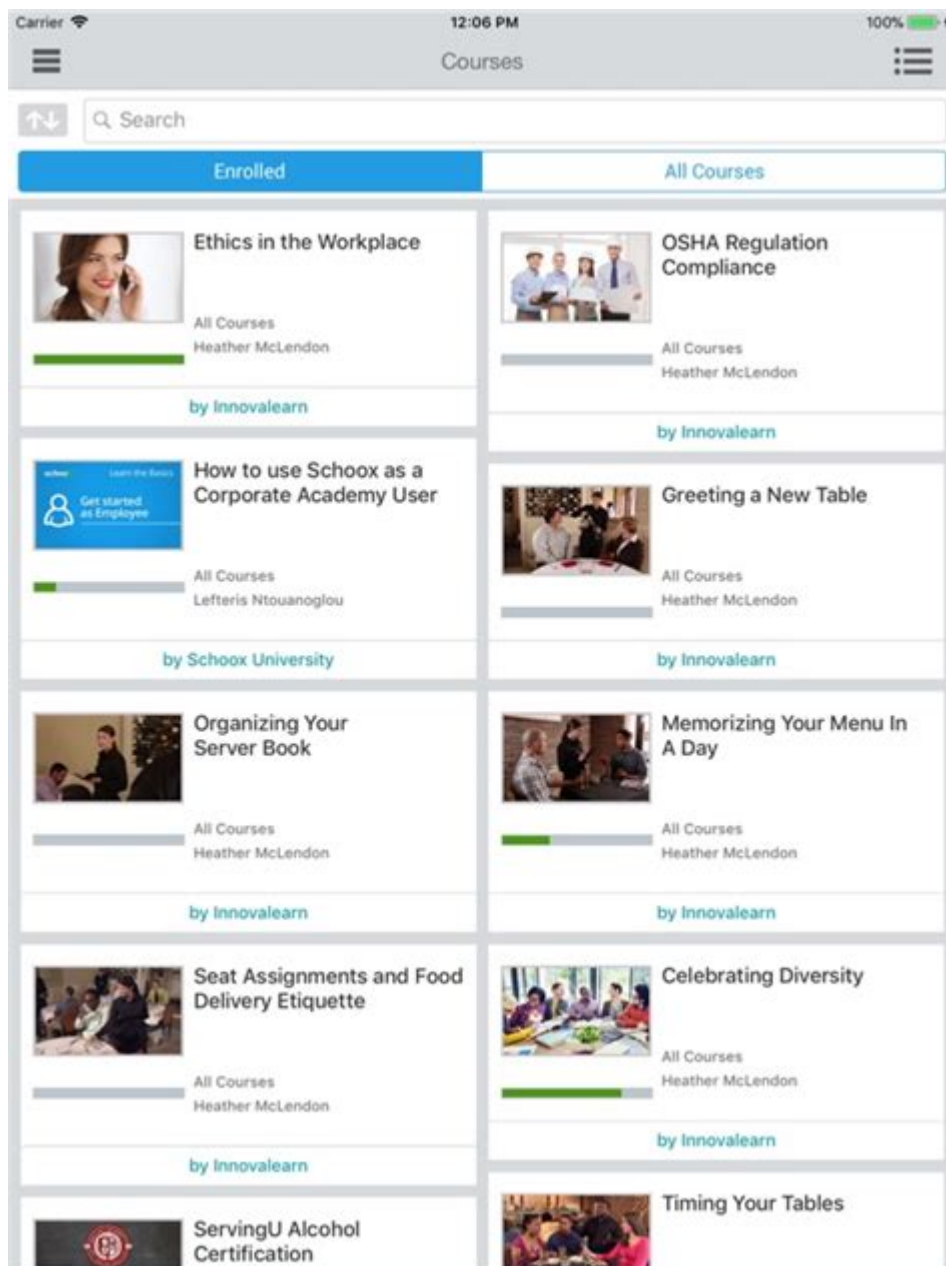 Carrier
12:06 PM
100%
Courses
Search
Enrolled
All Courses
Ethics in the Workplace
All Courses
Heather McLendon
by Innovalearn
OSHA Regulation
Compliance
All Courses
Heather McLendon
by Innovalearn
Learn the Basics
Get started
as Employee
How to use Schoox as a
Corporate Academy User
All Courses
Lefteris Ntouanoglou
by Schoox University
Greeting a New Table
All Courses
Heather McLendon
by Innovalearn
Organizing Your
Server Book
All Courses
Heather McLendon
by Innovalearn
Memorizing Your Menu In
A Day
All Courses
Heather McLendon
by Innovalearn
Seat Assignments and Food
Delivery Etiquette
All Courses
Heather McLendon
by Innovalearn
Celebrating Diversity
All Courses
Heather McLendon
by Innovalearn
ServingU Alcohol
Certification
Timing Your Tables